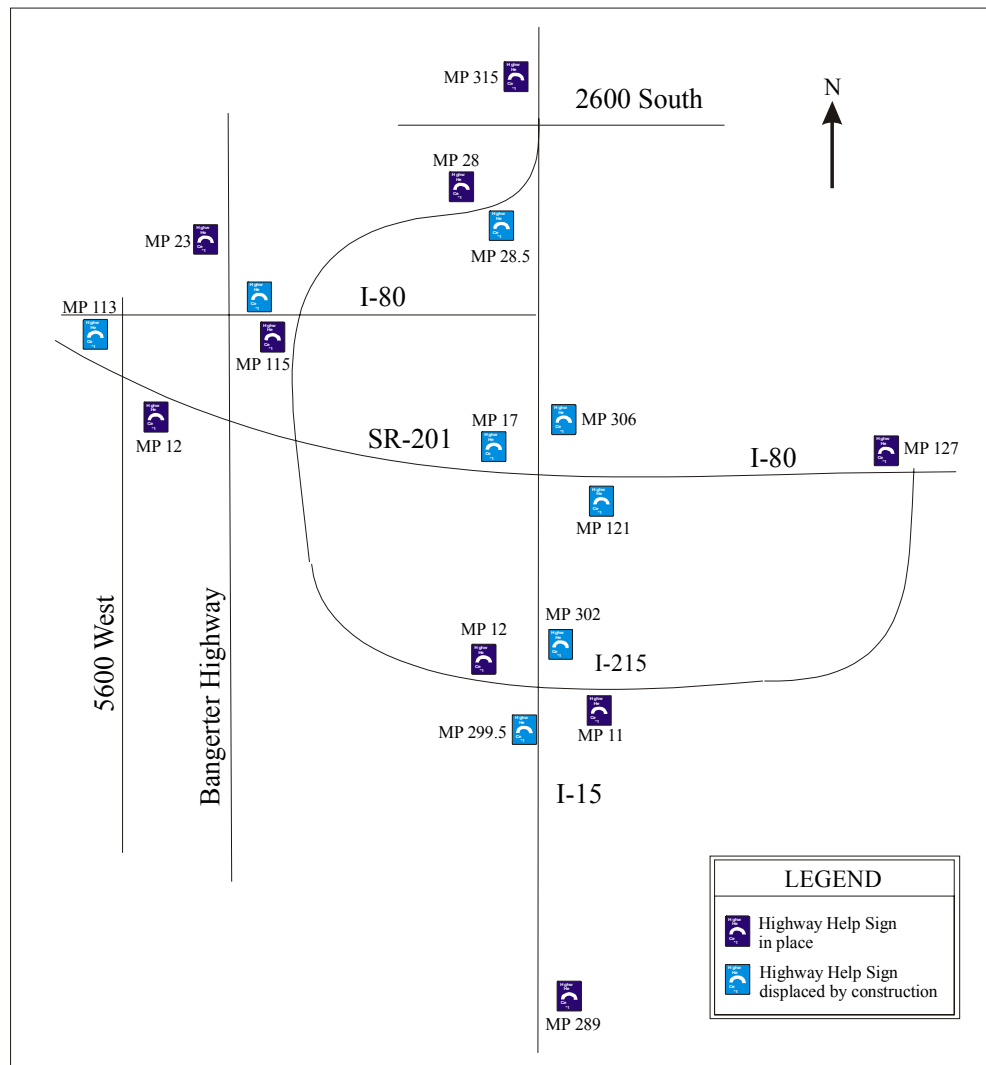 MP 315
2600 South
N
MP 28
MP 23
MP 28.5
MP 113
I-80
MP 115
MP 12
SR-201
MP 17
MP 306
I-80
MP 127
MP 121
5600 West
Bangerter Highway
MP 12
MP 302
I-215
MP 299.5
MP 11
I-15
MP 289
LEGEND
Highway Help Sign
in place
Highway Help Sign
displaced by construction